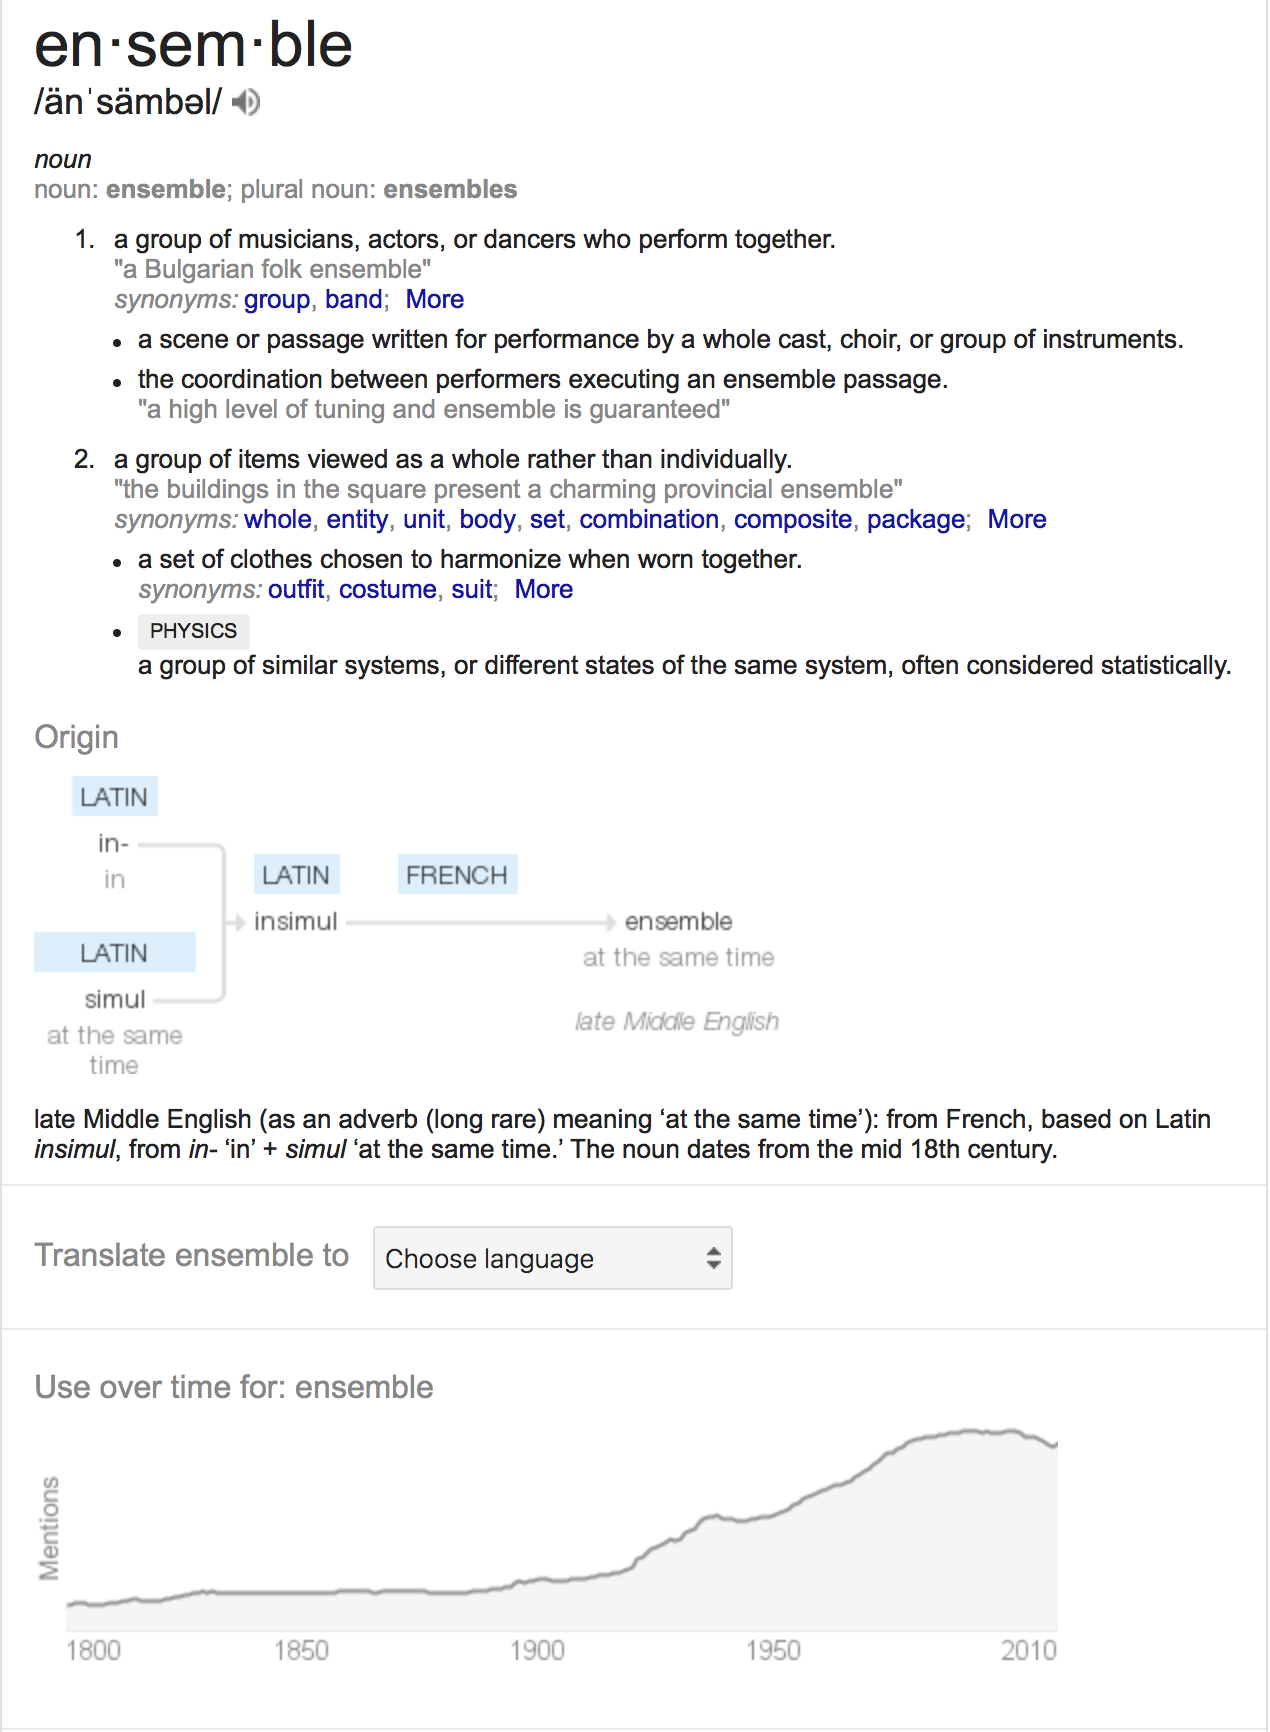 en·sem·ble
/änˈsämbəl/
noun
noun: ensemble; plural noun: ensembles
1. a group of musicians, actors, or dancers who perform together.
"a Bulgarian folk ensemble"
synonyms: group, band; More
• a scene or passage written for performance by a whole cast, choir, or group of instruments.
• the coordination between performers executing an ensemble passage.
"a high level of tuning and ensemble is guaranteed"
2. a group of items viewed as a whole rather than individually.
"the buildings in the square present a charming provincial ensemble"
synonyms: whole, entity, unit, body, set, combination, composite, package; More
• a set of clothes chosen to harmonize when worn together.
synonyms: outfit, costume, suit; More
• PHYSICS
a group of similar systems, or different states of the same system, often considered statistically.
Origin
LATIN
in-
in
LATIN
simul
at the same
time
LATIN
insimul
FRENCH
ensemble
at the same time
late Middle English
late Middle English (as an adverb (long rare) meaning ‘at the same time’): from French, based on Latin
insimul, from in- ‘in’ + simul ‘at the same time.’ The noun dates from the mid 18th century.
Translate ensemble to
Choose language
Use over time for: ensemble
Mentions
1800 1850 1900 1950 2010